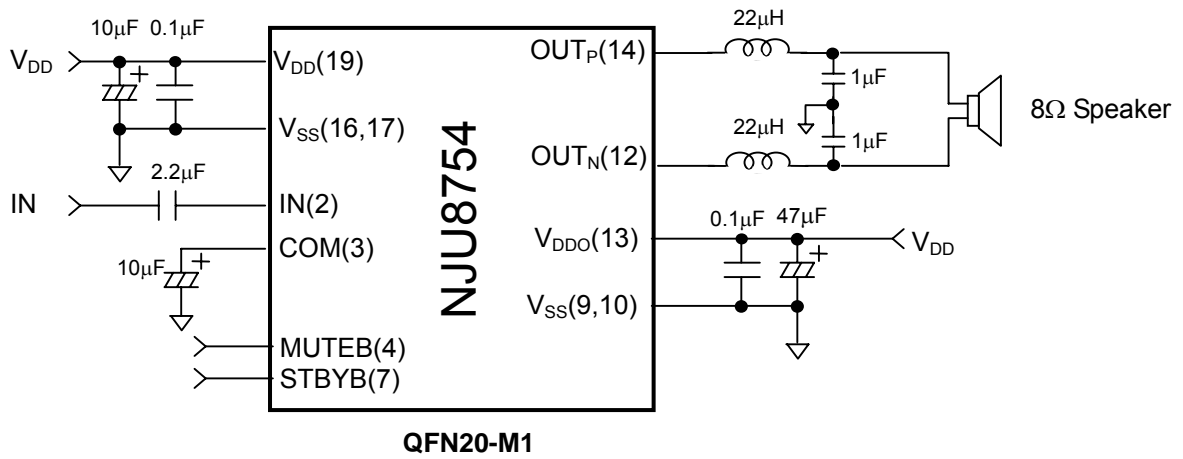 10μF 0.1μF
V_DD
V_DD(19)
V_SS(16,17)
2.2μF
IN
IN(2)
COM(3)
10μF
MUTEB(4)
STBYB(7)
NJU8754
22μH
OUT_P(14)
1μF
8Ω Speaker
22μH
1μF
OUT_N(12)
0.1μF 47μF
V_DDO(13)
V_DD
V_SS(9,10)
QFN20-M1